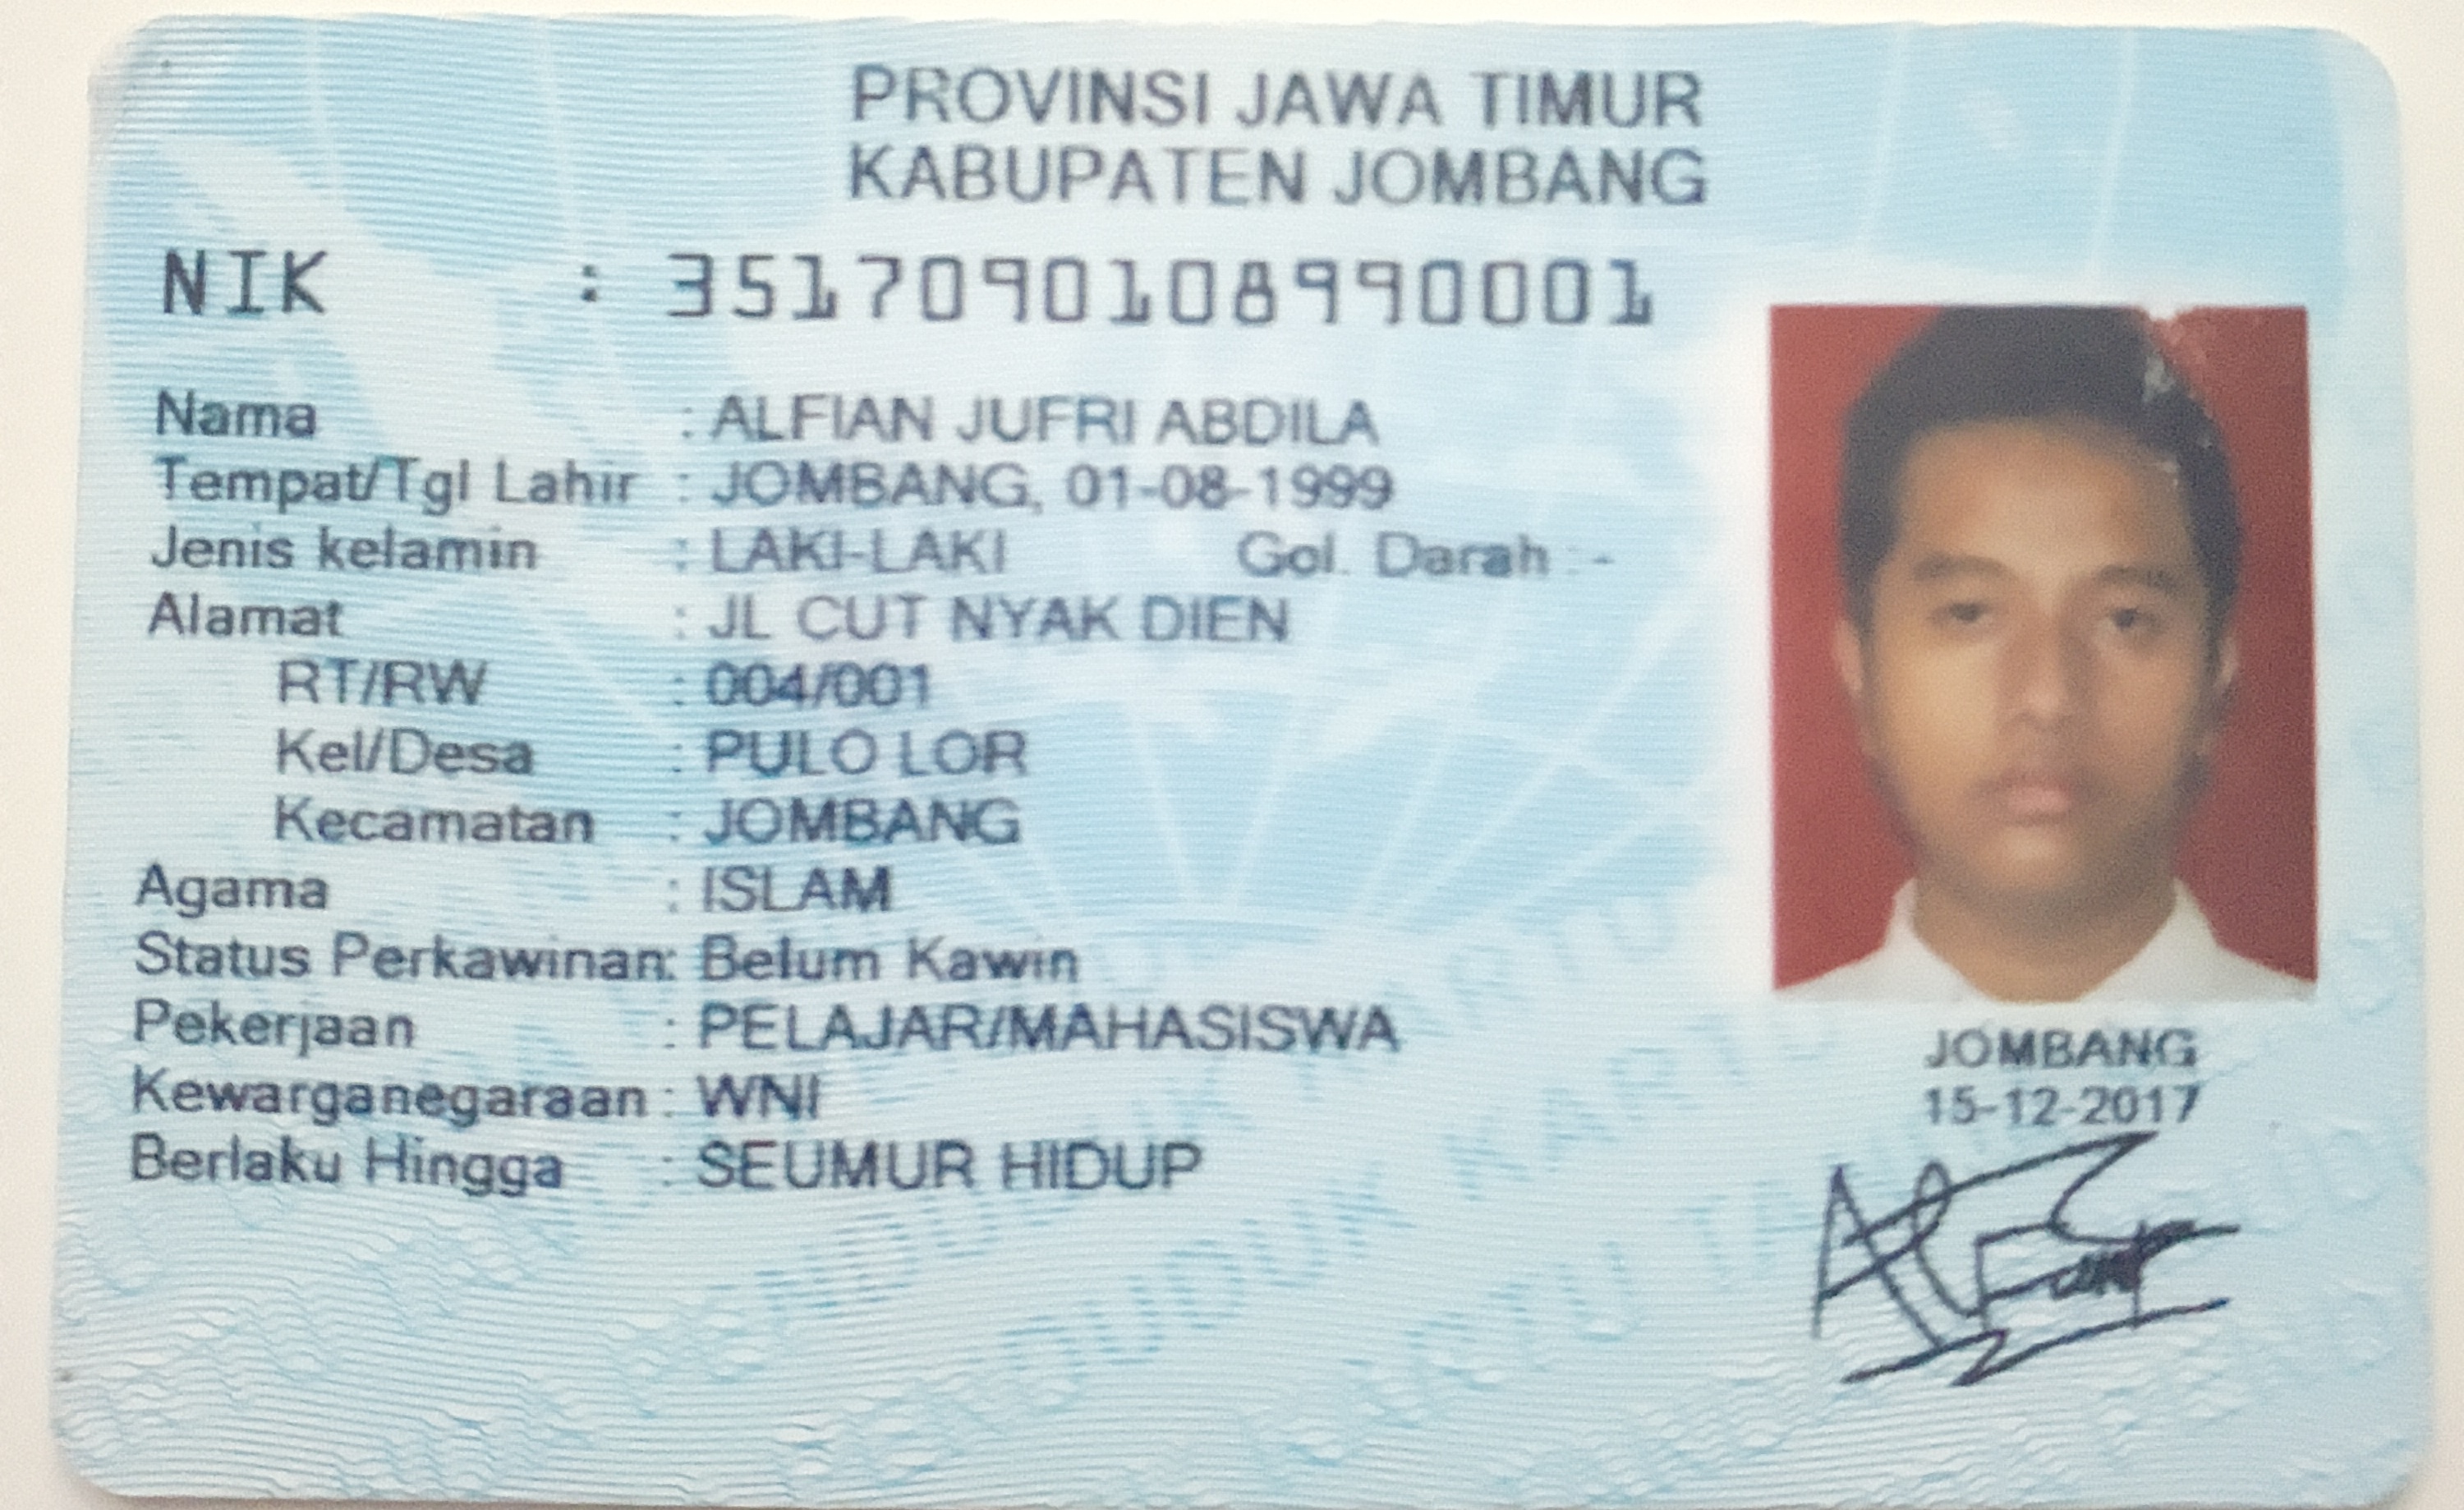 PROVINSI JAWA TIMUR
KABUPATEN JOMBANG
NIK : 3517090108990001
Nama : ALFIAN JUFRI ABDILA
Tempat/Tgl Lahir : JOMBANG, 01-08-1999
Jenis kelamin : LAKI-LAKI Gol. Darah : -
Alamat : JL CUT NYAK DIEN
RT/RW : 004/001
Kel/Desa : PULO LOR
Kecamatan : JOMBANG
Agama : ISLAM
Status Perkawinan: Belum Kawin
Pekerjaan : PELAJAR/MAHASISWA
Kewarganegaraan : WNI
Berlaku Hingga : SEUMUR HIDUP
JOMBANG
15-12-2017